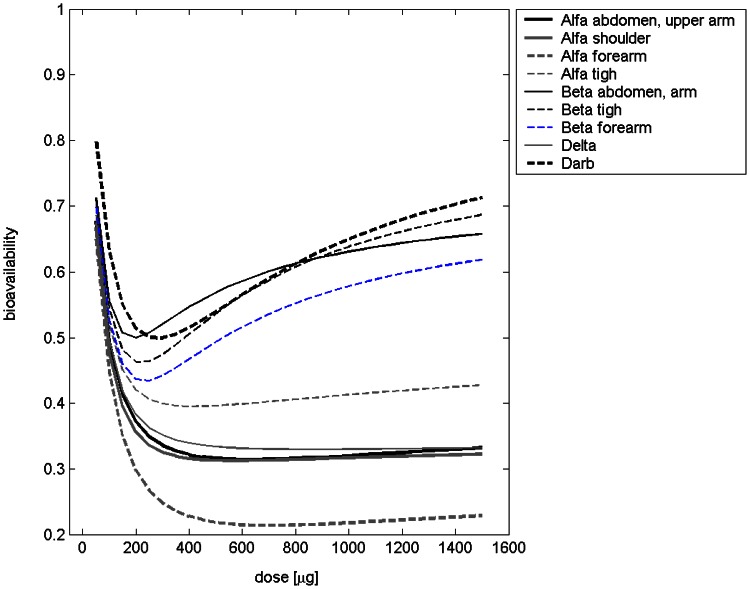 1
0.9
0.8
0.7
0.6
0.5
0.4
0.3
0.2
bioavailability
0 200 400 600 800 1000 1200 1400 1600
dose [μg]
Alfa abdomen, upper arm
Alfa shoulder
Alfa forearm
Alfa tigh
Beta abdomen, arm
Beta tigh
Beta forearm
Delta
Darb